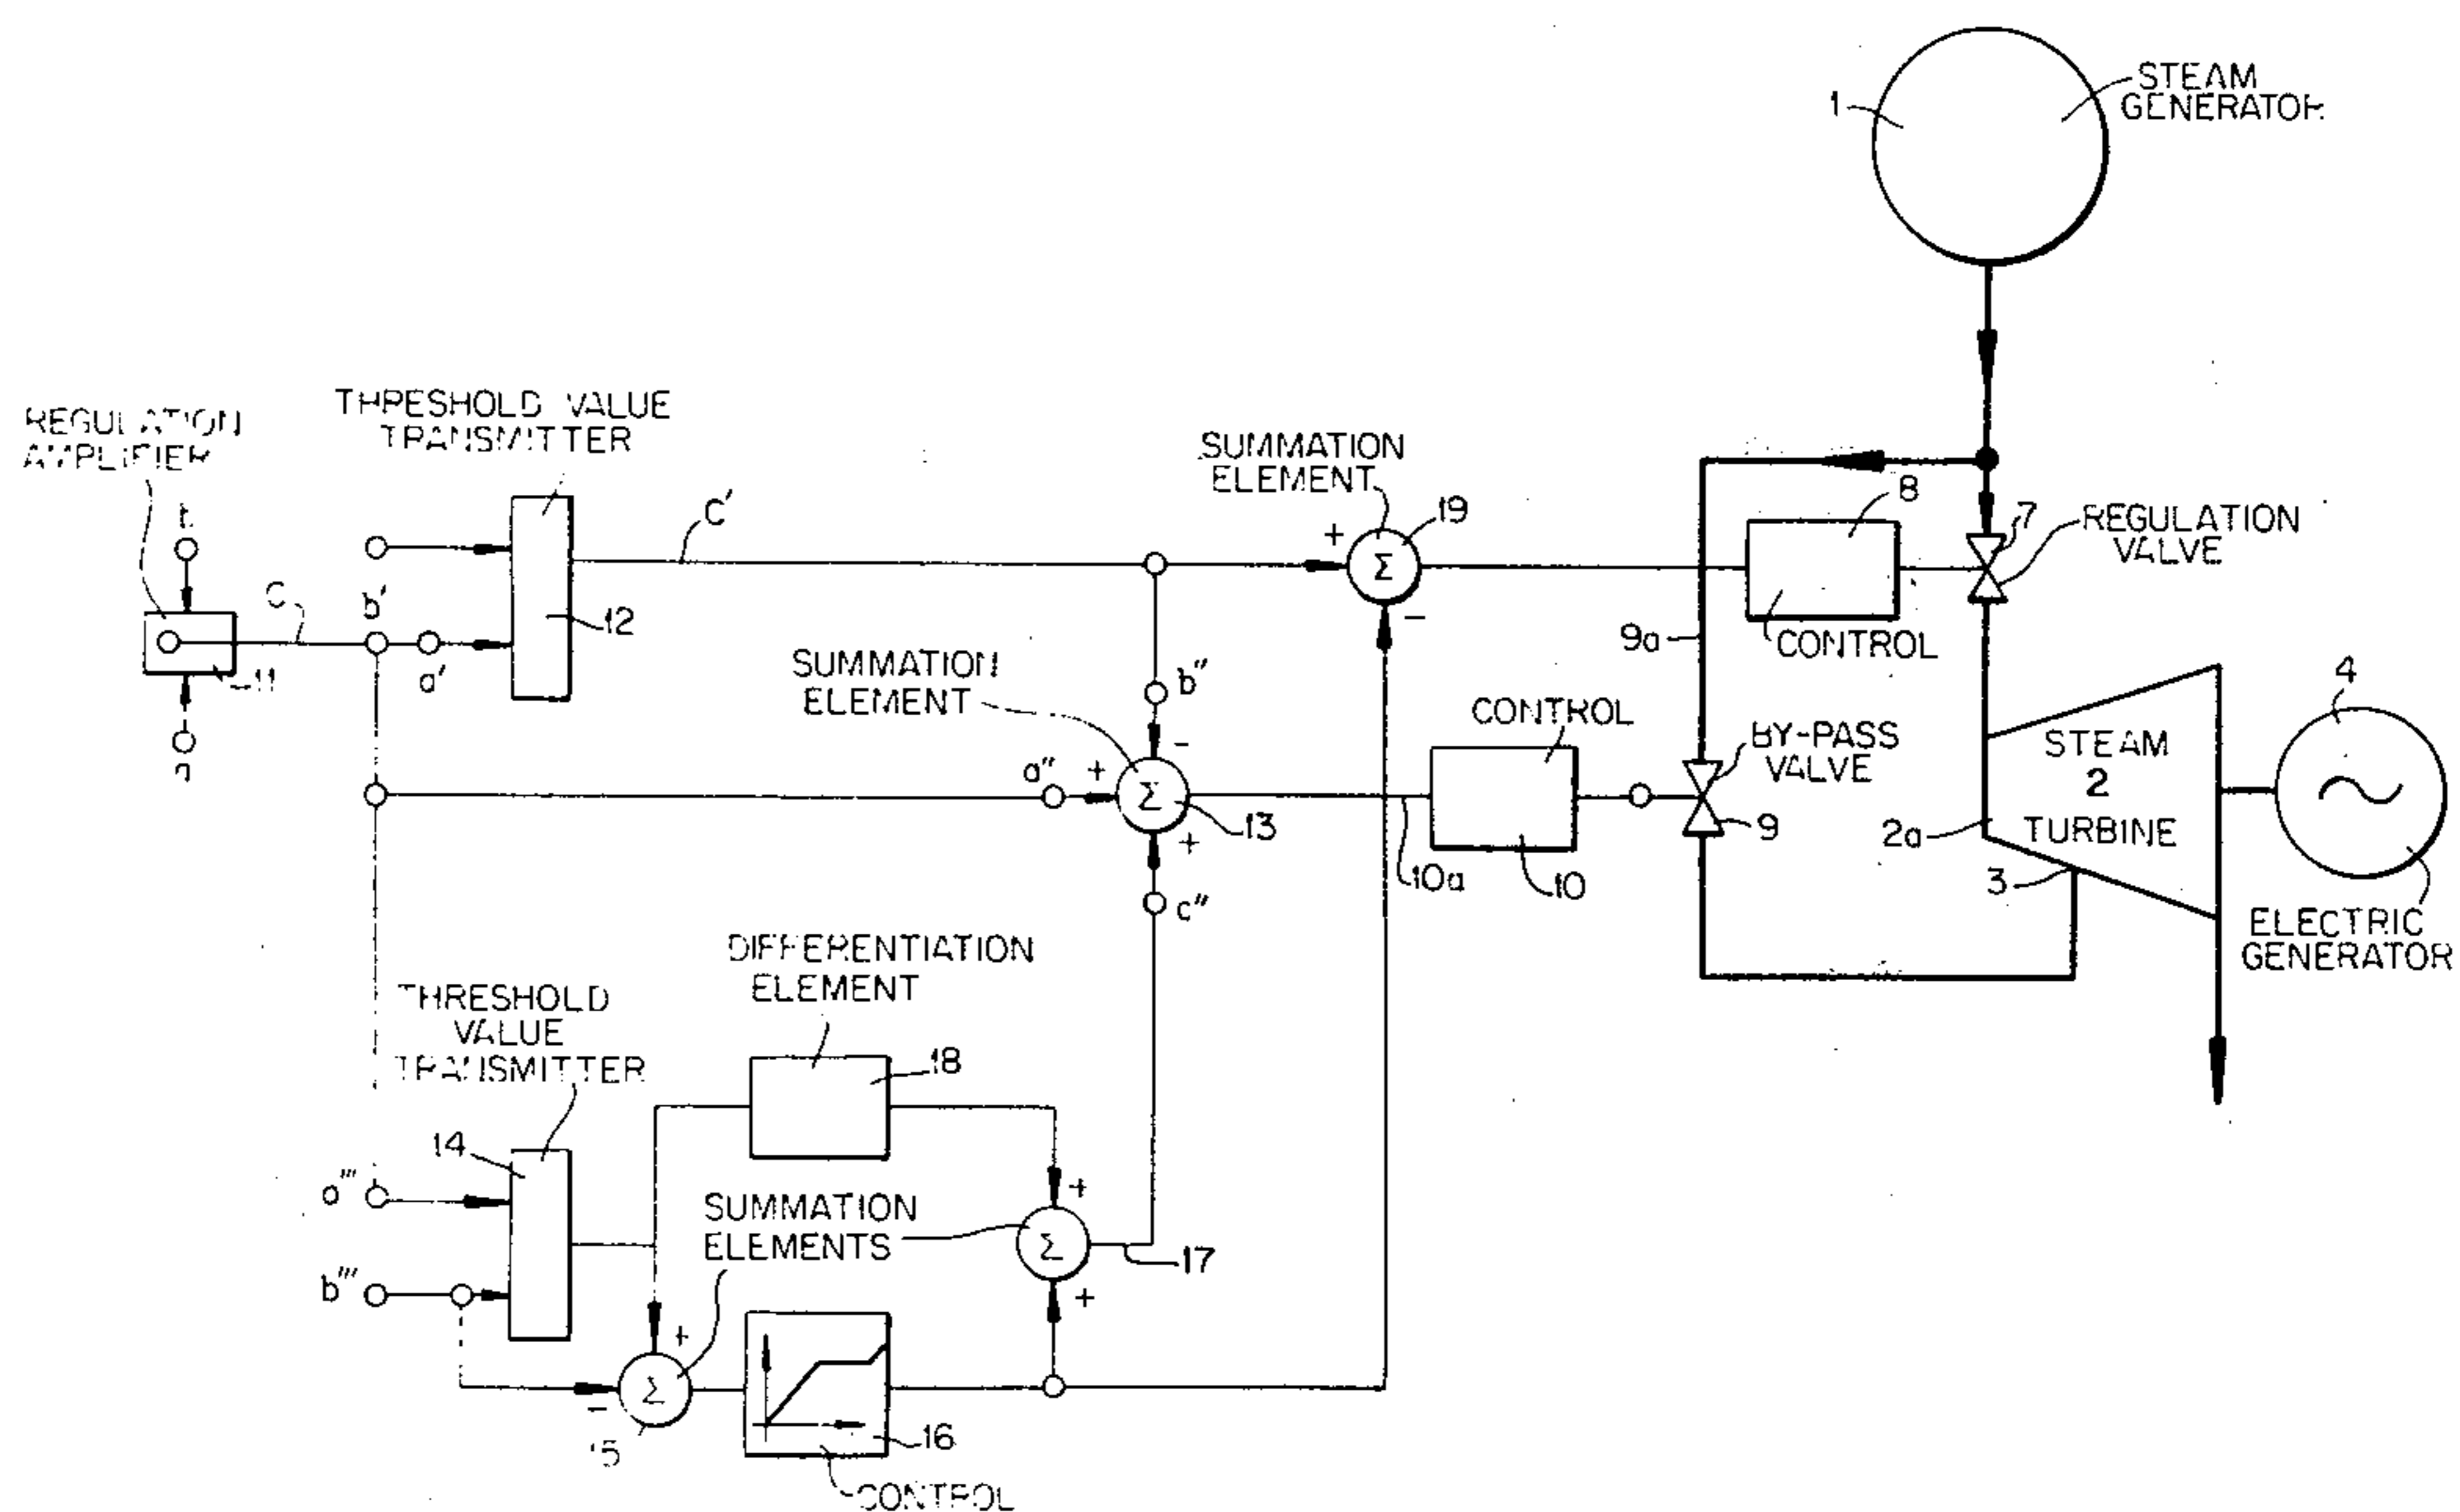 1
STEAM
GENERATOR
THRESHOLD VALUE
TRANSMITTER
REGULATION
AMPLIFIER
SUMMATION
ELEMENT
19
8
7
REGULATION
VALVE
C'
+
Σ
C
b'
a'
12
11
−
9a
CONTROL
SUMMATION
ELEMENT
b"
−
CONTROL
BY-PASS
VALVE
4
STEAM
2
TURBINE
2a
a"
+
Σ
13
+
10a
10
9
3
c"
ELECTRIC
GENERATOR
DIFFERENTIATION
ELEMENT
THRESHOLD
VALUE
TRANSMITTER
18
14
a'''
+
SUMMATION
ELEMENTS
Σ
17
b'''
+
+
Σ
−
15
16
CONTROL